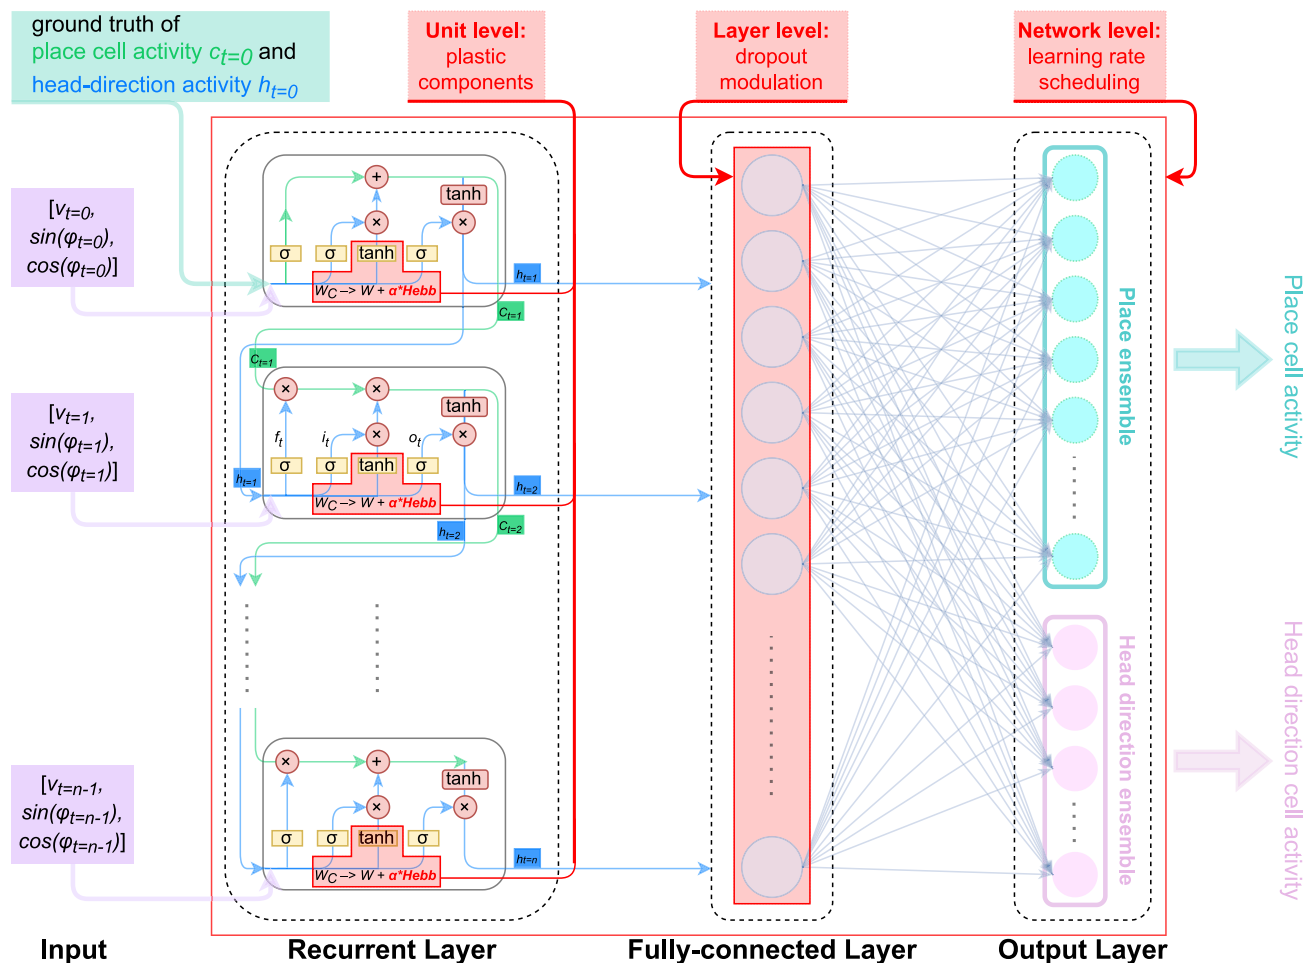 ground truth of
place cell activity c_{t=0} and
head-direction activity h_{t=0}
Unit level:
plastic
components
Layer level:
dropout
modulation
Network level:
learning rate
scheduling
[v_{t=0},
sin(φ_{t=0}),
cos(φ_{t=0})]
+
tanh
×
×
σ
σ
tanh
σ
W_C –> W + α*Hebb
h_{t=1}
C_{t=1}
C_{t=1}
[v_{t=1},
sin(φ_{t=1}),
cos(φ_{t=1})]
×
×
tanh
×
×
f_t
i_t
o_t
σ
σ
tanh
σ
h_{t=1}
W_C –> W + α*Hebb
h_{t=2}
h_{t=2}
C_{t=2}
[v_{t=n-1},
sin(φ_{t=n-1}),
cos(φ_{t=n-1})]
×
+
tanh
×
×
σ
σ
tanh
σ
W_C –> W + α*Hebb
h_{t=n}
Place ensemble
Head direction ensemble
Place cell activity
Head direction cell activity
Input
Recurrent Layer
Fully-connected Layer
Output Layer